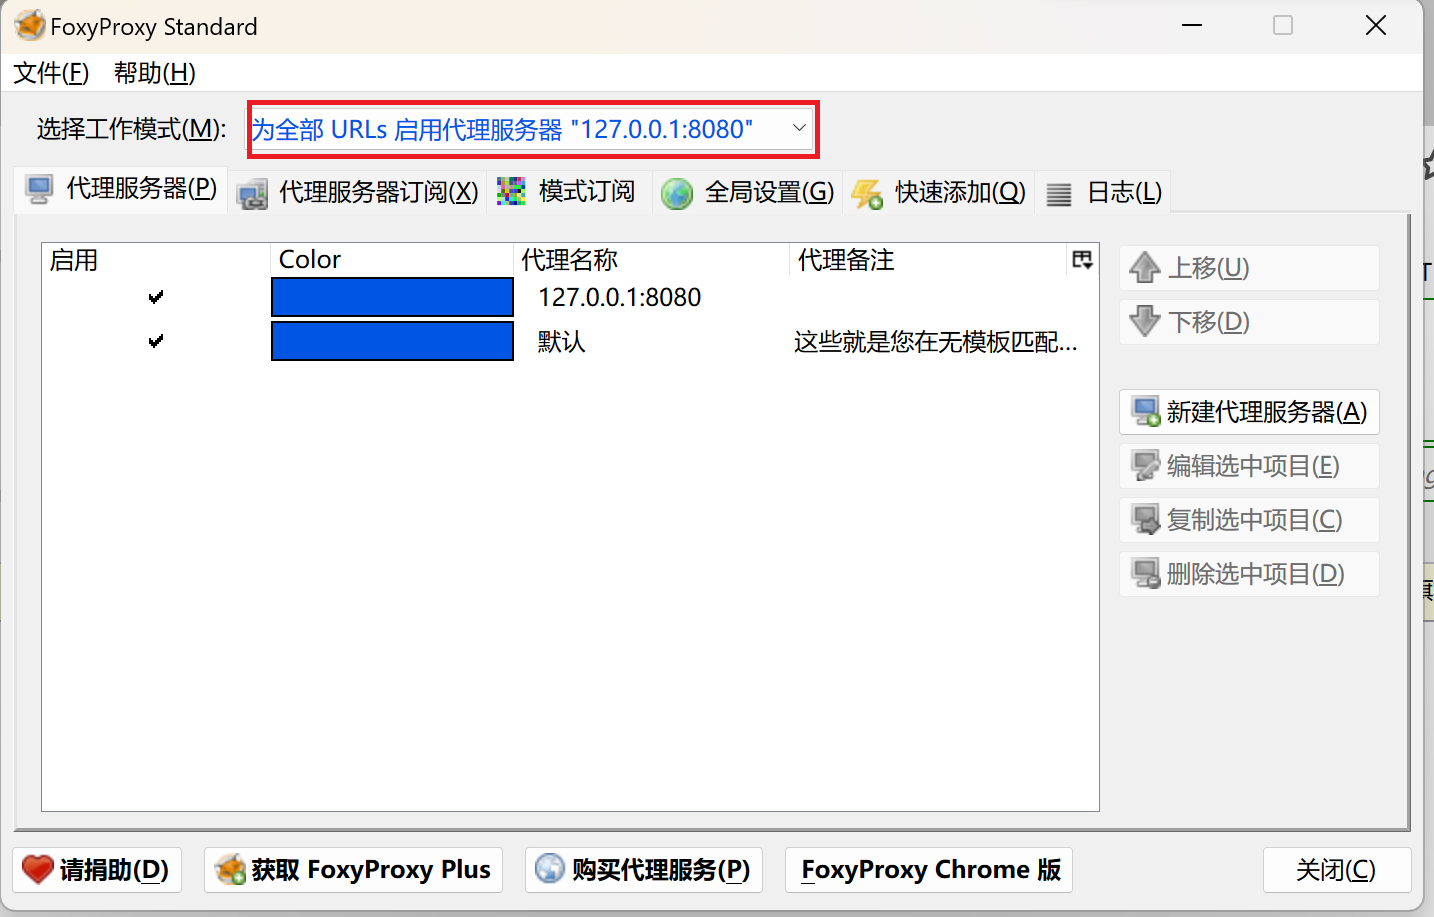 FoxyProxy Standard
文件(F) 帮助(H)
选择工作模式(M): 为全部 URLs 启用代理服务器 "127.0.0.1:8080"
代理服务器(P) 代理服务器订阅(X) 模式订阅 全局设置(G) 快速添加(Q) 日志(L)
启用 Color 代理名称 代理备注
127.0.0.1:8080
默认 这些就是您在无模板匹配...
上移(U)
下移(D)
新建代理服务器(A)
编辑选中项目(E)
复制选中项目(C)
删除选中项目(D)
请捐助(D) 获取 FoxyProxy Plus 购买代理服务(P) FoxyProxy Chrome 版 关闭(C)